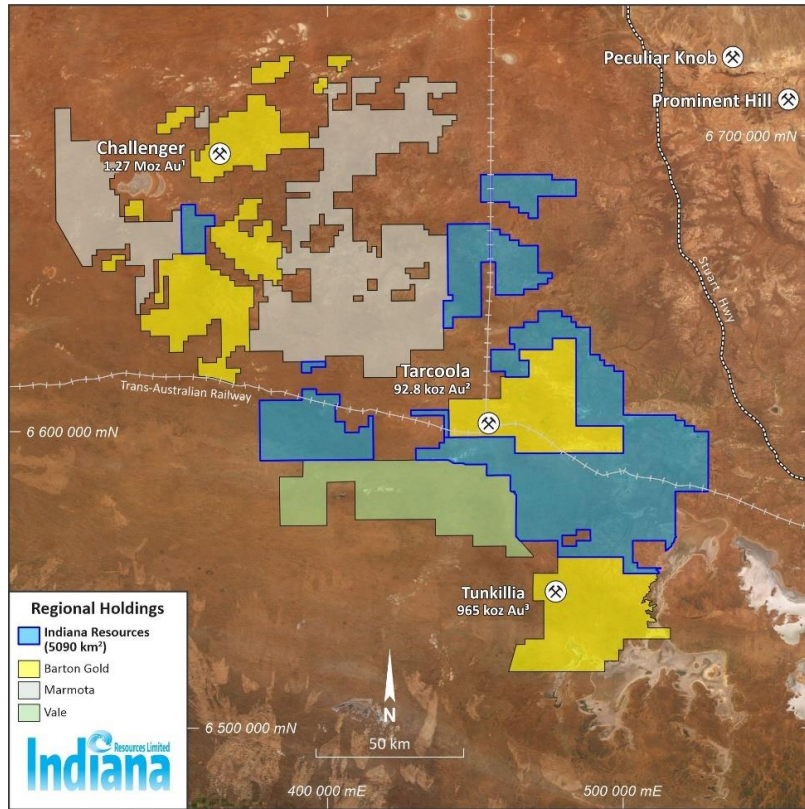 Peculiar Knob
Prominent Hill
6 700 000 mN
Challenger
1.27 Moz Au¹
Stuart Hwy
Tarcoola
92.8 koz Au²
Trans-Australian Railway
6 600 000 mN
Tunkillia
965 koz Au³
Regional Holdings
Indiana Resources
(5090 km²)
Barton Gold
Marmota
Vale
Resources Limited
Indiana
6 500 000 mN
N
50 km
400 000 mE
500 000 mE